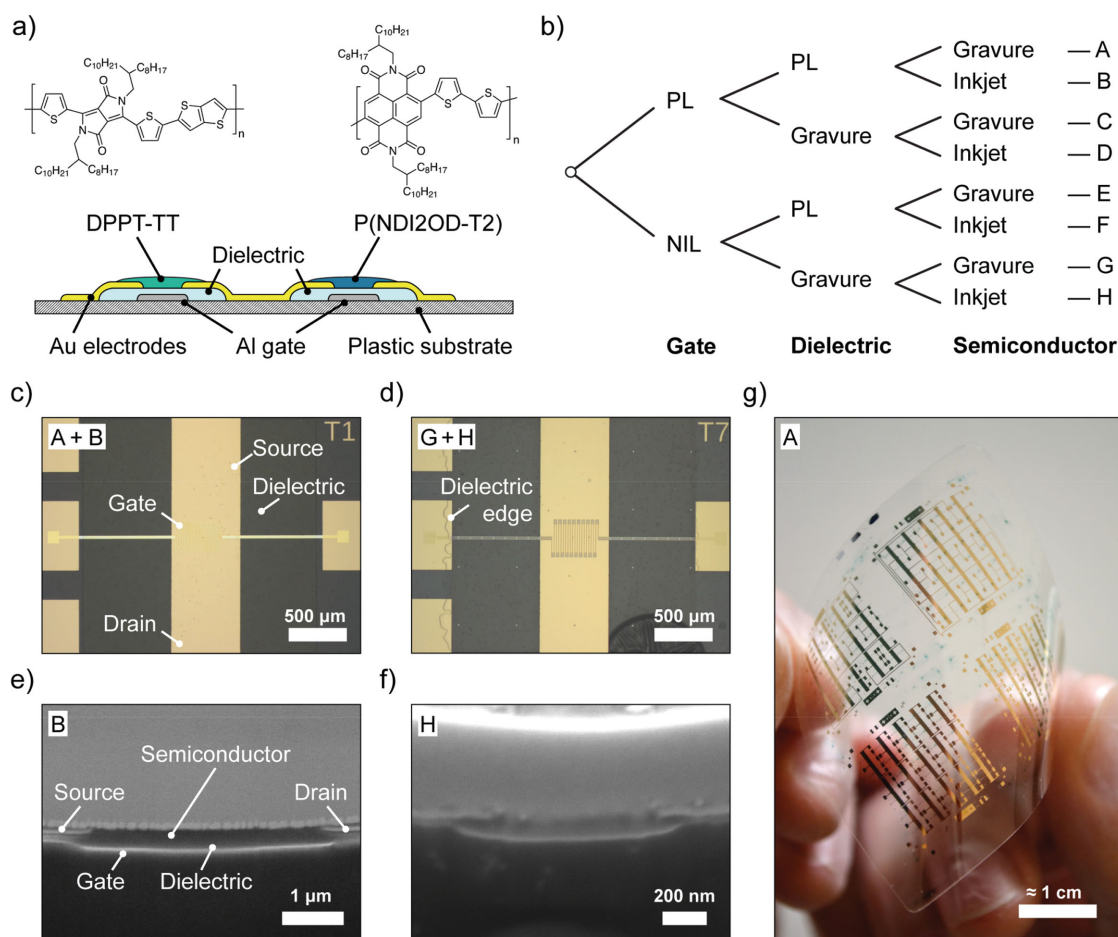 a)
C₁₀H₂₁
C₈H₁₇
O
N
S
S
S
N
S
O
n
C₁₀H₂₁
C₈H₁₇
C₁₀H₂₁
C₈H₁₇
O
N
O
S
S
n
O
N
O
C₈H₁₇
C₁₀H₂₁
DPPT-TT
P(NDI2OD-T2)
Dielectric
Au electrodes
Al gate
Plastic substrate
b)
PL
NIL
PL
Gravure
PL
Gravure
Gravure — A
Inkjet — B
Gravure — C
Inkjet — D
Gravure — E
Inkjet — F
Gravure — G
Inkjet — H
Gate
Dielectric
Semiconductor
c)
A + B
T1
Source
Gate
Dielectric
Drain
500 µm
d)
G + H
T7
Dielectric
edge
500 µm
e)
B
Semiconductor
Source
Drain
Gate
Dielectric
1 µm
f)
H
200 nm
g)
A
≈ 1 cm